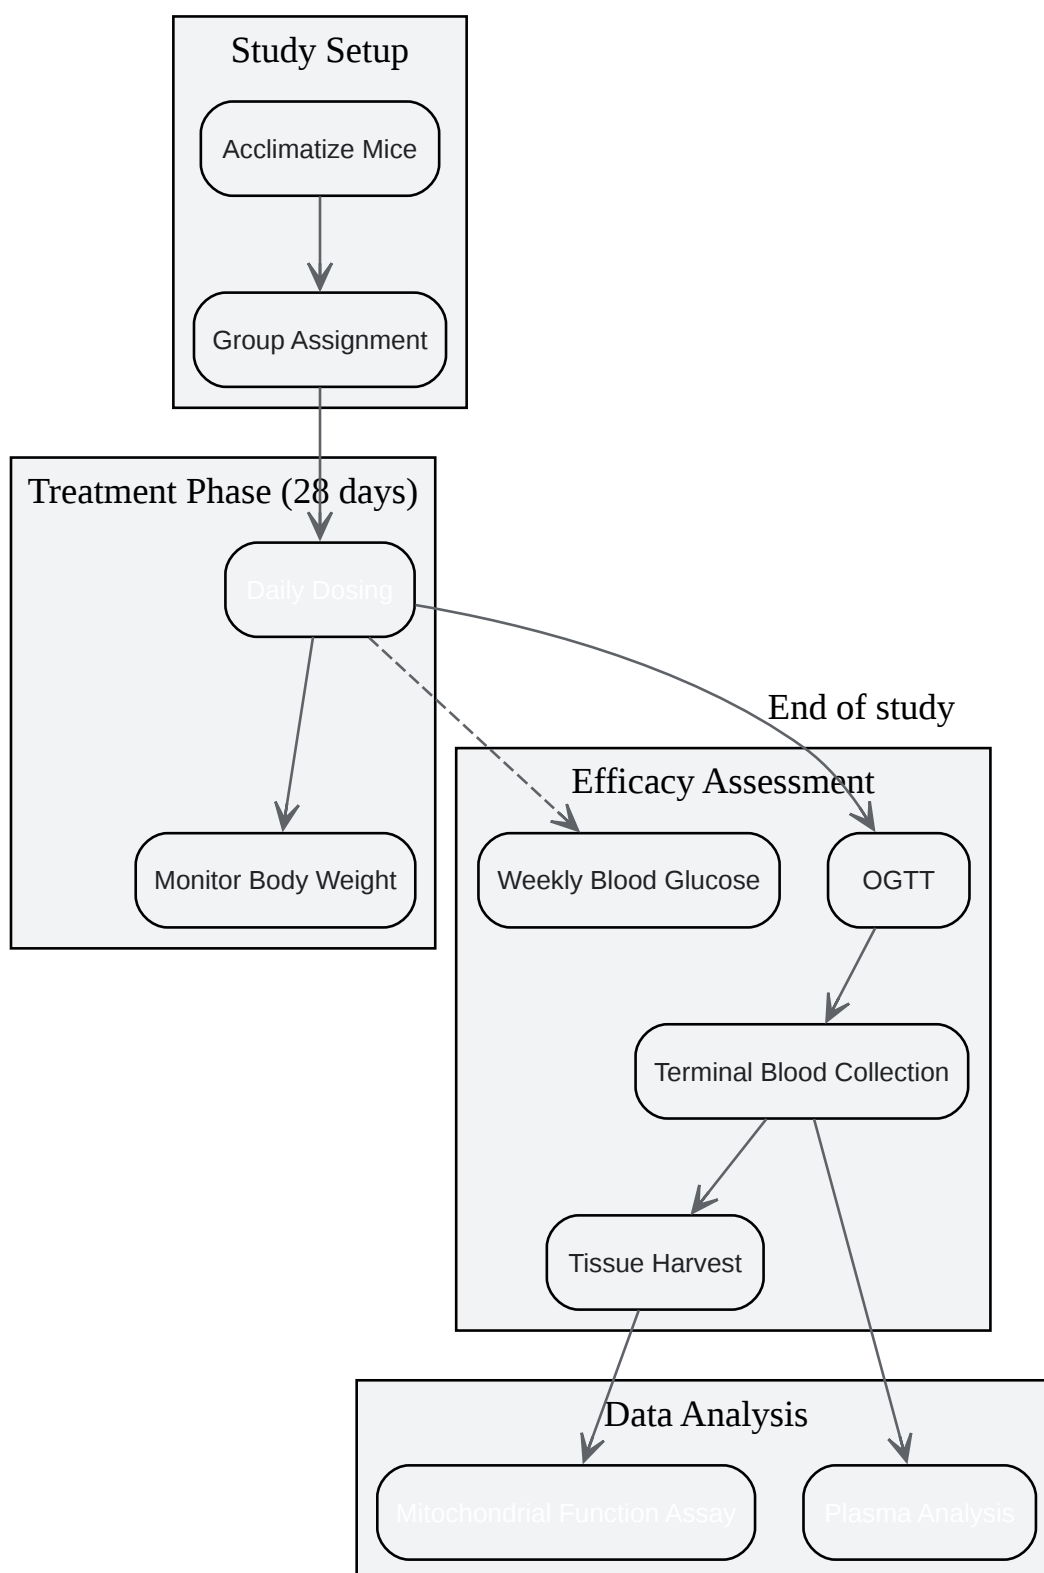 Study Setup
Acclimatize Mice
Group Assignment
Treatment Phase (28 days)
Daily Dosing
End of study
Efficacy Assessment
Monitor Body Weight
Weekly Blood Glucose
OGTT
Terminal Blood Collection
Tissue Harvest
Data Analysis
Mitochondrial Function Assay
Plasma Analysis